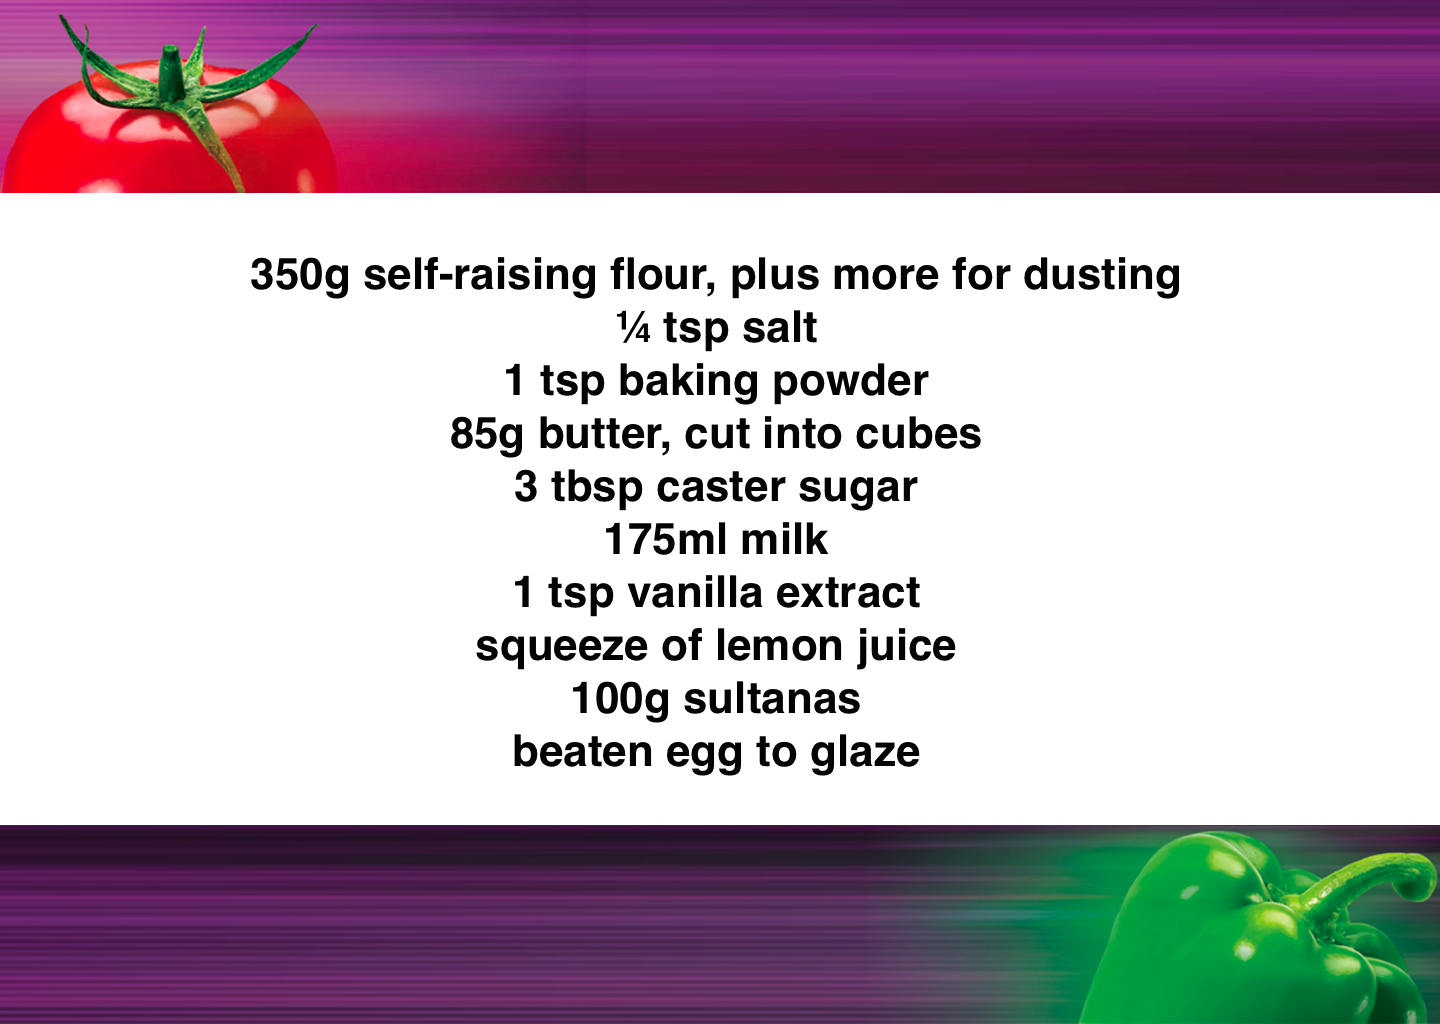 350g self-raising flour, plus more for dusting
¼ tsp salt
1 tsp baking powder
85g butter, cut into cubes
3 tbsp caster sugar
175ml milk
1 tsp vanilla extract
squeeze of lemon juice
100g sultanas
beaten egg to glaze